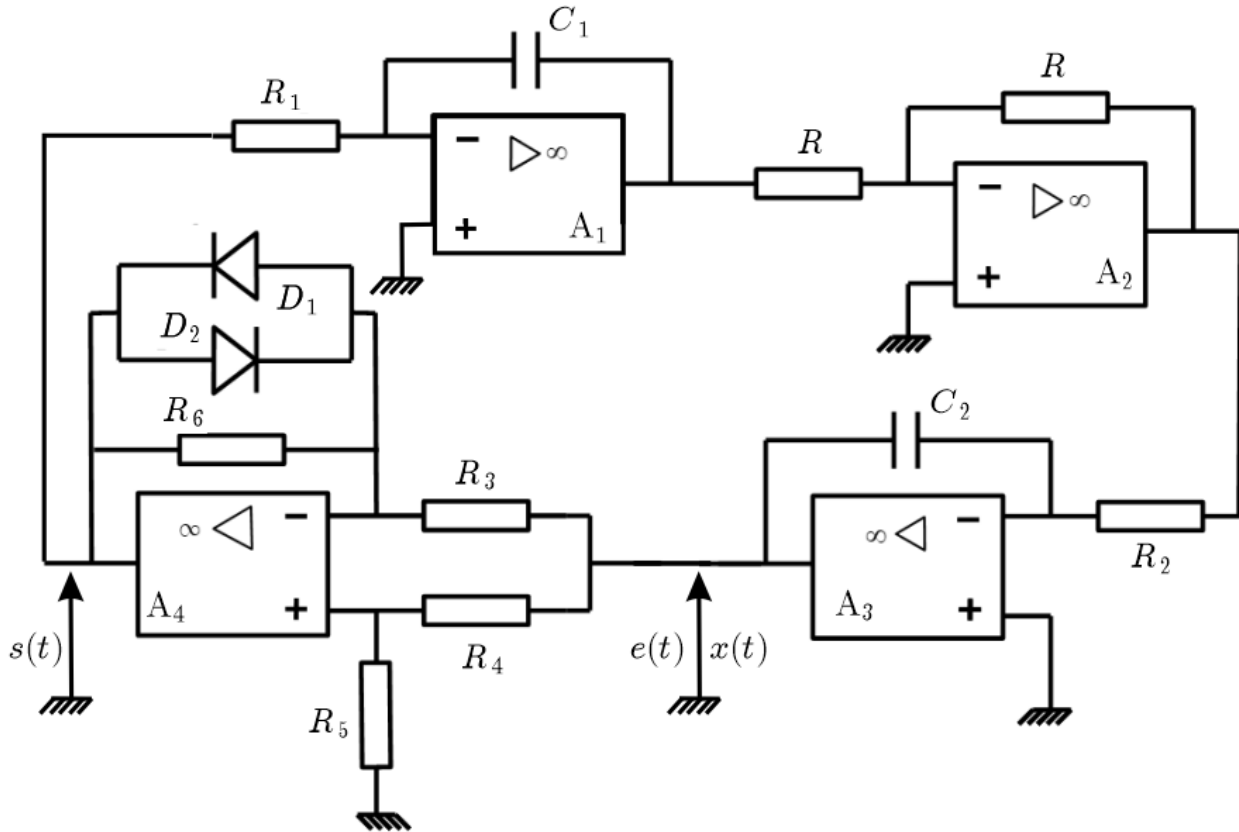 C₁
R₁
R
R
− ▷ ∞
+ A₁
− ▷ ∞
+ A₂
D₁
D₂
R₆
C₂
R₃
∞ ◁ −
A₄ +
∞ ◁ −
A₃ +
R₂
s(t)
R₄
e(t) x(t)
R₅